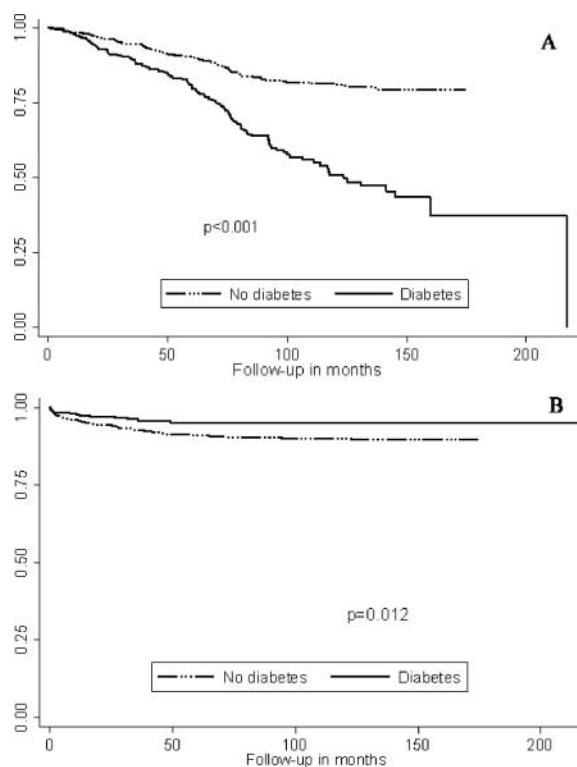 A
1.00
0.75
0.50
0.25
0.00
p<0.001
No diabetes Diabetes
0 50 100 150 200
Follow-up in months
B
1.00
0.75
0.50
0.25
0.00
p=0.012
No diabetes Diabetes
0 50 100 150 200
Follow-up in months